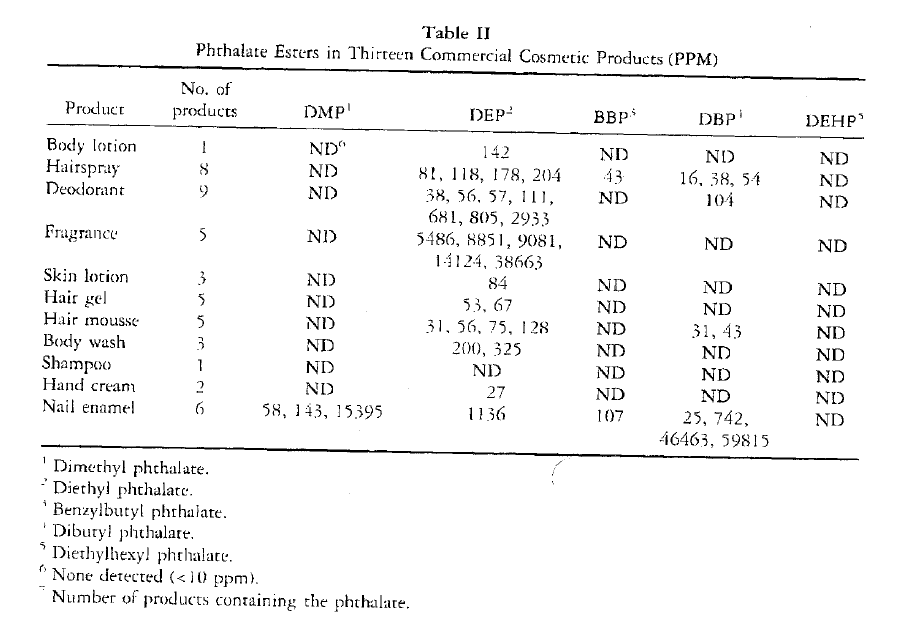 Table II
Phthalate Esters in Thirteen Commercial Cosmetic Products (PPM)
No. of
Product products DMP¹ DEP² BBP³ DBP⁴ DEHP⁵
Body lotion 1 ND⁶ 142 ND ND ND
Hairspray 8 ND 81, 118, 178, 204 43 16, 38, 54 ND
Deodorant 9 ND 38, 56, 57, 111, ND 104 ND
681, 805, 2933
Fragrance 5 ND 5486, 8851, 9081, ND ND ND
14124, 38663
Skin lotion 3 ND 84 ND ND ND
Hair gel 5 ND 53, 67 ND ND ND
Hair mousse 5 ND 31, 56, 75, 128 ND 31, 43 ND
Body wash 3 ND 200, 325 ND ND ND
Shampoo 1 ND ND ND ND ND
Hand cream 2 ND 27 ND ND ND
Nail enamel 6 58, 143, 15395 1136 107 25, 742, ND
46463, 59815
¹ Dimethyl phthalate.
² Diethyl phthalate.
³ Benzylbutyl phthalate.
⁴ Dibutyl phthalate.
⁵ Diethylhexyl phthalate.
⁶ None detected (<10 ppm).
⁷ Number of products containing the phthalate.